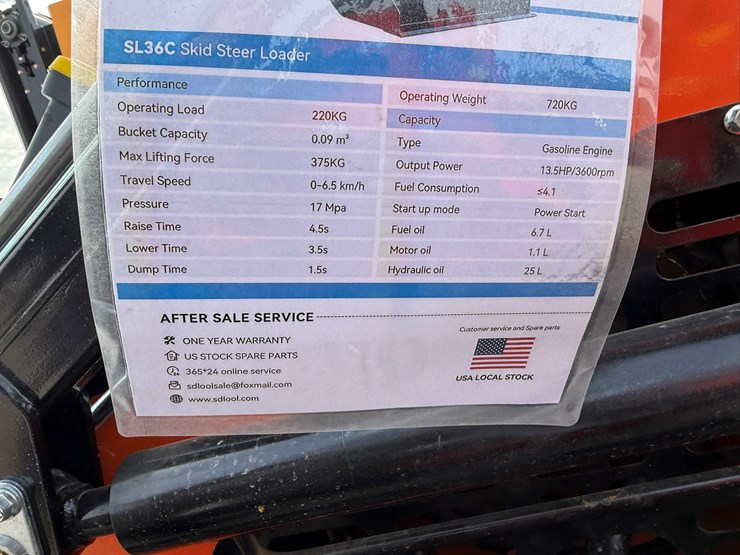 SL36C Skid Steer Loader
Performance
Operating Load 220KG
Bucket Capacity 0.09 m³
Max Lifting Force 375KG
Travel Speed 0-6.5 km/h
Pressure 17 Mpa
Raise Time 4.5s
Lower Time 3.5s
Dump Time 1.5s
Operating Weight 720KG
Capacity
Type Gasoline Engine
Output Power 13.5HP/3600rpm
Fuel Consumption ≤4.1
Start up mode Power Start
Fuel oil 6.7 L
Motor oil 1.1 L
Hydraulic oil 25 L
AFTER SALE SERVICE
ONE YEAR WARRANTY
US STOCK SPARE PARTS
365*24 online service
sdloolsale@foxmail.com
www.sdlool.com
Customer service and Spare parts
USA LOCAL STOCK